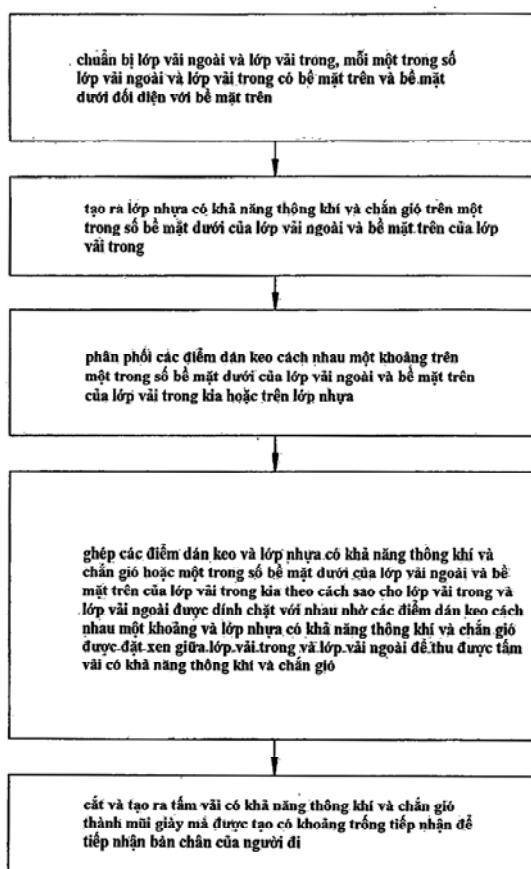 chuẩn bị lớp vải ngoài và lớp vải trong, mỗi một trong số
lớp vải ngoài và lớp vải trong có bề mặt trên và bề mặt
dưới đối diện với bề mặt trên
tạo ra lớp nhựa có khả năng thông khí và chắn gió trên một
trong số bề mặt dưới của lớp vải ngoài và bề mặt trên của lớp
vải trong
phân phối các điểm dán keo cách nhau một khoảng trên
một trong số bề mặt dưới của lớp vải ngoài và bề mặt trên
của lớp vải trong kia hoặc trên lớp nhựa
ghép các điểm dán keo và lớp nhựa có khả năng thông khí và
chắn gió hoặc một trong số bề mặt dưới của lớp vải ngoài và bề
mặt trên của lớp vải trong kia theo cách sao cho lớp vải trong và
lớp vải ngoài được dính chặt với nhau nhờ các điểm dán keo cách
nhau một khoảng và lớp nhựa có khả năng thông khí và chắn gió
được đặt xen giữa lớp vải trong và lớp vải ngoài để thu được tấm
vải có khả năng thông khí và chắn gió
cắt và tạo ra tấm vải có khả năng thông khí và chắn gió
thành mũi giày mà được tạo có khoảng trống tiếp nhận để
tiếp nhận bàn chân của người đi